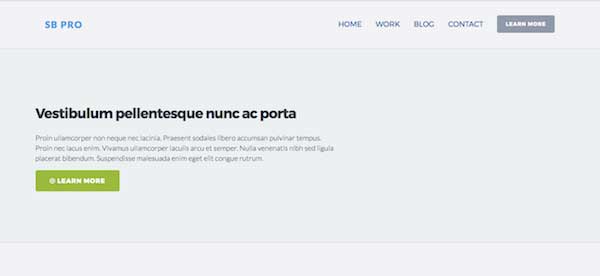 SB PRO
HOME WORK BLOG CONTACT LEARN MORE
Vestibulum pellentesque nunc ac porta
Proin ullamcorper non neque nec lacinia. Praesent sodales libero accumsan pulvinar tempus.
Proin nec lacus enim. Vivamus ullamcorper iaculis arcu et semper. Nulla venenatis nibh sed ligula
placerat bibendum. Suspendisse malesuada enim eget elit congue rutrum.
LEARN MORE